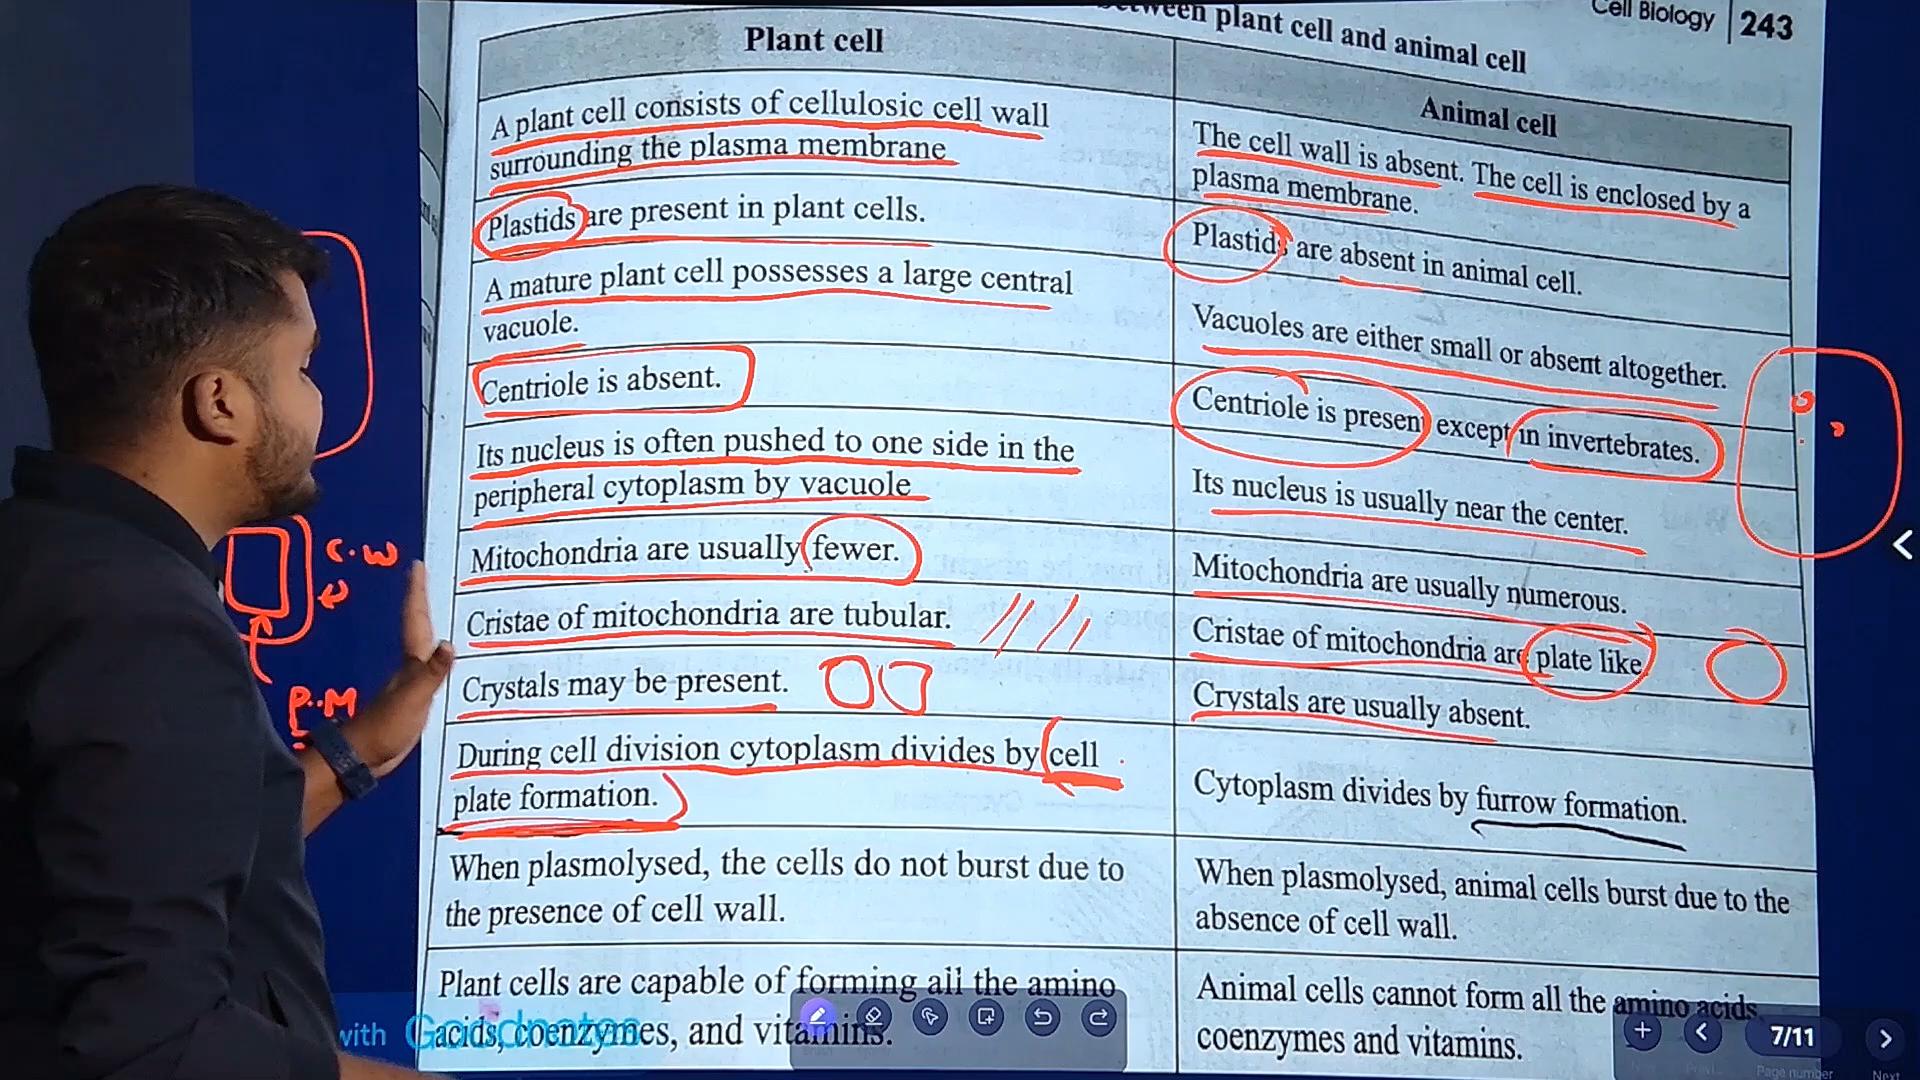 between plant cell and animal cell
Cell Biology | 243
Plant cell
Animal cell
A plant cell consists of cellulosic cell wall
surrounding the plasma membrane
The cell wall is absent. The cell is enclosed by a
plasma membrane.
Plastids are present in plant cells.
Plastids are absent in animal cell.
A mature plant cell possesses a large central
vacuole.
Vacuoles are either small or absent altogether.
Centriole is absent.
Centriole is present except in invertebrates.
Its nucleus is often pushed to one side in the
peripheral cytoplasm by vacuole
Its nucleus is usually near the center.
Mitochondria are usually fewer.
Mitochondria are usually numerous.
Cristae of mitochondria are tubular.
Cristae of mitochondria are plate like
Crystals may be present.
Crystals are usually absent.
During cell division cytoplasm divides by cell
plate formation.
Cytoplasm divides by furrow formation.
When plasmolysed, the cells do not burst due to
the presence of cell wall.
When plasmolysed, animal cells burst due to the
absence of cell wall.
Plant cells are capable of forming all the amino
acids, coenzymes, and vitamins.
Animal cells cannot form all the amino acids,
coenzymes and vitamins.
C.W
P.M
with Goodnotes
7/11
Page number
Next